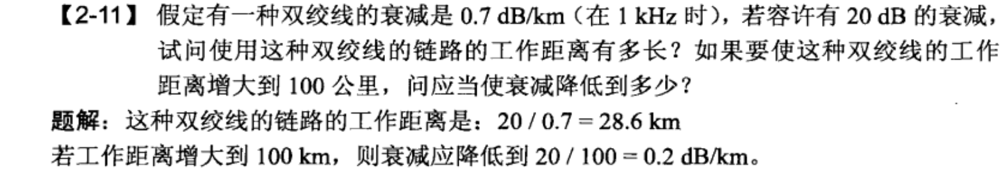 【2-11】 假定有一种双绞线的衰减是 0.7 dB/km（在 1 kHz 时），若容许有 20 dB 的衰减，
试问使用这种双绞线的链路的工作距离有多长？如果要使这种双绞线的工作
距离增大到 100 公里，问应当使衰减降低到多少？
题解：这种双绞线的链路的工作距离是：20 / 0.7 = 28.6 km
若工作距离增大到 100 km，则衰减应降低到 20 / 100 = 0.2 dB/km。